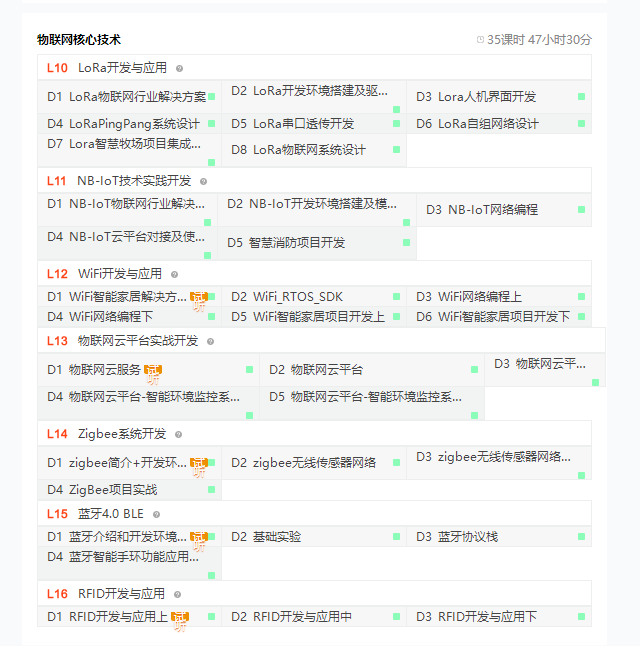 物联网核心技术 35课时 47小时30分
L10 LoRa开发与应用
D1 LoRa物联网行业解决方案 D2 LoRa开发环境搭建及驱... D3 Lora人机界面开发
D4 LoRaPingPang系统设计 D5 LoRa串口透传开发 D6 LoRa自组网络设计
D7 Lora智慧牧场项目集成... D8 LoRa物联网系统设计
L11 NB-IoT技术实践开发
D1 NB-IoT物联网行业解决... D2 NB-IoT开发环境搭建及模... D3 NB-IoT网络编程
D4 NB-IoT云平台对接及使... D5 智慧消防项目开发
L12 WiFi开发与应用
D1 WiFi智能家居解决方... 试听 D2 WiFi_RTOS_SDK D3 WiFi网络编程上
D4 WiFi网络编程下 D5 WiFi智能家居项目开发上 D6 WiFi智能家居项目开发下
L13 物联网云平台实战开发
D1 物联网云服务 试听 D2 物联网云平台 D3 物联网云平...
D4 物联网云平台-智能环境监控系... D5 物联网云平台-智能环境监控系...
L14 Zigbee系统开发
D1 zigbee简介+开发环... 试听 D2 zigbee无线传感器网络 D3 zigbee无线传感器网络...
D4 ZigBee项目实战
L15 蓝牙4.0 BLE
D1 蓝牙介绍和开发环境... 试听 D2 基础实验 D3 蓝牙协议栈
D4 蓝牙智能手环功能应用...
L16 RFID开发与应用
D1 RFID开发与应用上 试听 D2 RFID开发与应用中 D3 RFID开发与应用下